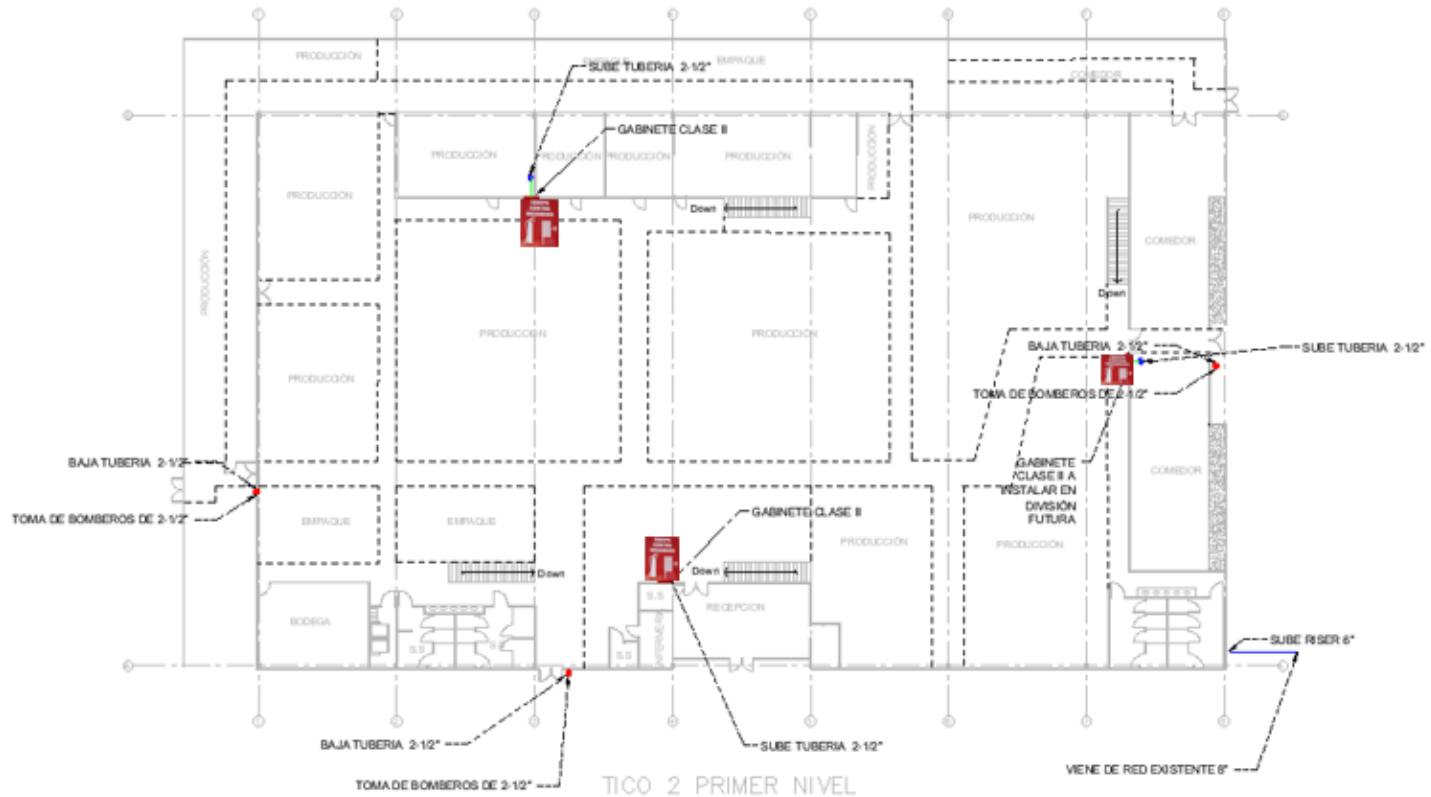 PRODUCCIÓN
EMPAQUE
EMPAQUE
SUBE TUBERIA 2-1/2"
COMEDOR
GABINETE CLASE II
PRODUCCIÓN
PRODUCCIÓN
PRODUCCIÓN
PRODUCCIÓN
PRODUCCIÓN
PRODUCCIÓN
Down
PRODUCCIÓN
COMEDOR
PRODUCCIÓN
Down
PRODUCCIÓN
PRODUCCIÓN
BAJA TUBERIA 2-1/2"
SUBE TUBERIA 2-1/2"
PRODUCCIÓN
TOMA DE BOMBEROS DE 2-1/2"
BAJA TUBERIA 2-1/2"
GABINETE
CLASE II A
INSTALAR EN
DIVISIÓN
FUTURA
COMEDOR
TOMA DE BOMBEROS DE 2-1/2"
EMPAQUE
EMPAQUE
GABINETE CLASE II
PRODUCCIÓN
PRODUCCIÓN
Down
Down
S.S
RECEPCION
BODEGA
ENFERMERIA
S.S
S.S
S.S
SUBE RISER 6"
BAJA TUBERIA 2-1/2"
SUBE TUBERIA 2-1/2"
VIENE DE RED EXISTENTE 8"
TOMA DE BOMBEROS DE 2-1/2"
TICO 2 PRIMER NIVEL